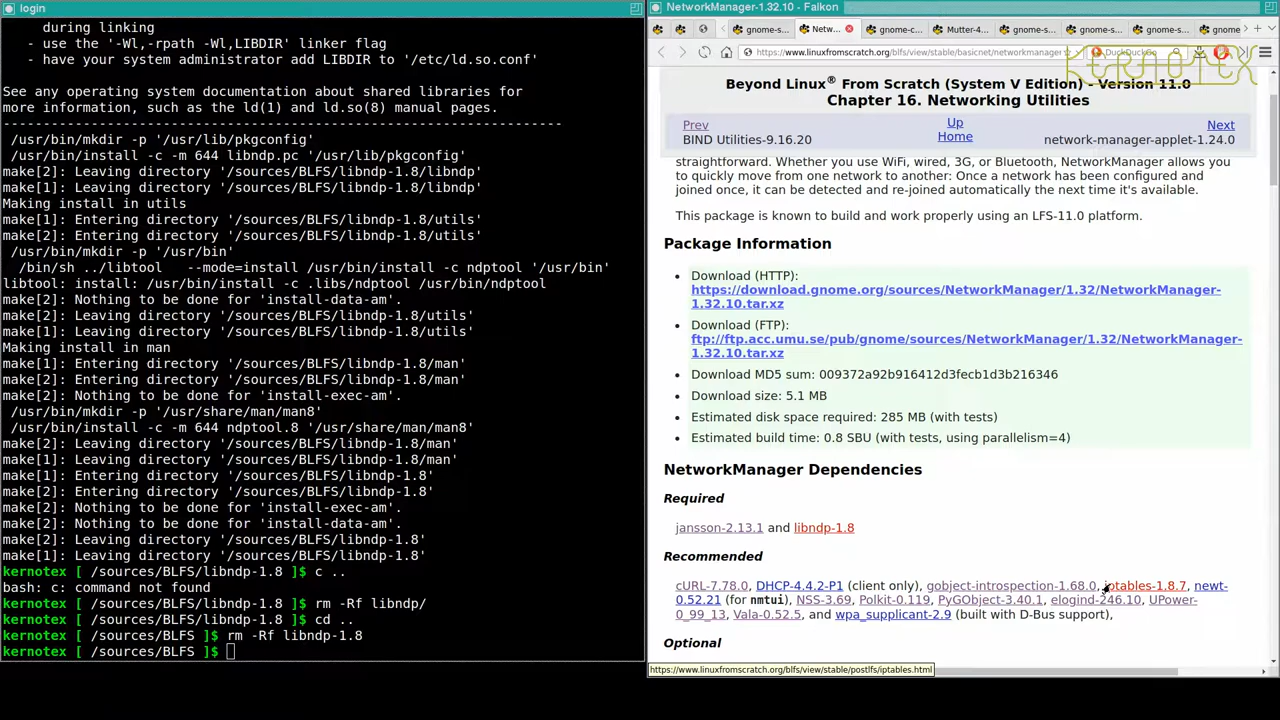 login
during linking
- use the '-Wl,-rpath -Wl,LIBDIR' linker flag
- have your system administrator add LIBDIR to '/etc/ld.so.conf'
See any operating system documentation about shared libraries for
more information, such as the ld(1) and ld.so(8) manual pages.
----------------------------------------------------------------------
/usr/bin/mkdir -p '/usr/lib/pkgconfig'
/usr/bin/install -c -m 644 libndp.pc '/usr/lib/pkgconfig'
make[2]: Leaving directory '/sources/BLFS/libndp-1.8/libndp'
make[1]: Leaving directory '/sources/BLFS/libndp-1.8/libndp'
Making install in utils
make[1]: Entering directory '/sources/BLFS/libndp-1.8/utils'
make[2]: Entering directory '/sources/BLFS/libndp-1.8/utils'
/usr/bin/mkdir -p '/usr/bin'
/bin/sh ../libtool   --mode=install /usr/bin/install -c ndptool '/usr/bin'
libtool: install: /usr/bin/install -c .libs/ndptool /usr/bin/ndptool
make[2]: Nothing to be done for 'install-data-am'.
make[2]: Leaving directory '/sources/BLFS/libndp-1.8/utils'
make[1]: Leaving directory '/sources/BLFS/libndp-1.8/utils'
Making install in man
make[1]: Entering directory '/sources/BLFS/libndp-1.8/man'
make[2]: Entering directory '/sources/BLFS/libndp-1.8/man'
make[2]: Nothing to be done for 'install-exec-am'.
/usr/bin/mkdir -p '/usr/share/man/man8'
/usr/bin/install -c -m 644 ndptool.8 '/usr/share/man/man8'
make[2]: Leaving directory '/sources/BLFS/libndp-1.8/man'
make[1]: Leaving directory '/sources/BLFS/libndp-1.8/man'
make[1]: Entering directory '/sources/BLFS/libndp-1.8'
make[2]: Entering directory '/sources/BLFS/libndp-1.8'
make[2]: Nothing to be done for 'install-exec-am'.
make[2]: Nothing to be done for 'install-data-am'.
make[2]: Leaving directory '/sources/BLFS/libndp-1.8'
make[1]: Leaving directory '/sources/BLFS/libndp-1.8'
kernotex [ /sources/BLFS/libndp-1.8 ]$ c ..
bash: c: command not found
kernotex [ /sources/BLFS/libndp-1.8 ]$ rm -Rf libndp/
kernotex [ /sources/BLFS/libndp-1.8 ]$ cd ..
kernotex [ /sources/BLFS ]$ rm -Rf libndp-1.8
kernotex [ /sources/BLFS ]$
NetworkManager-1.32.10 - Falkon
gnome-s... Netw... gnome-c... Mutter-4... gnome-s... gnome-s... gnome-s... gnome
https://www.linuxfromscratch.org/blfs/view/stable/basicnet/networkmanager DuckDuckGo
KERNOTEX
Beyond Linux® From Scratch (System V Edition) - Version 11.0
Chapter 16. Networking Utilities
Prev Up Next
BIND Utilities-9.16.20 Home network-manager-applet-1.24.0
straightforward. Whether you use WiFi, wired, 3G, or Bluetooth, NetworkManager allows you
to quickly move from one network to another: Once a network has been configured and
joined once, it can be detected and re-joined automatically the next time it's available.
This package is known to build and work properly using an LFS-11.0 platform.
Package Information
• Download (HTTP):
https://download.gnome.org/sources/NetworkManager/1.32/NetworkManager-
1.32.10.tar.xz
• Download (FTP):
ftp://ftp.acc.umu.se/pub/gnome/sources/NetworkManager/1.32/NetworkManager-
1.32.10.tar.xz
• Download MD5 sum: 009372a92b916412d3fecb1d3b216346
• Download size: 5.1 MB
• Estimated disk space required: 285 MB (with tests)
• Estimated build time: 0.8 SBU (with tests, using parallelism=4)
NetworkManager Dependencies
Required
jansson-2.13.1 and libndp-1.8
Recommended
cURL-7.78.0, DHCP-4.4.2-P1 (client only), gobject-introspection-1.68.0, iptables-1.8.7, newt-
0.52.21 (for nmtui), NSS-3.69, Polkit-0.119, PyGObject-3.40.1, elogind-246.10, UPower-
0_99_13, Vala-0.52.5, and wpa_supplicant-2.9 (built with D-Bus support),
Optional
https://www.linuxfromscratch.org/blfs/view/stable/postlfs/iptables.html